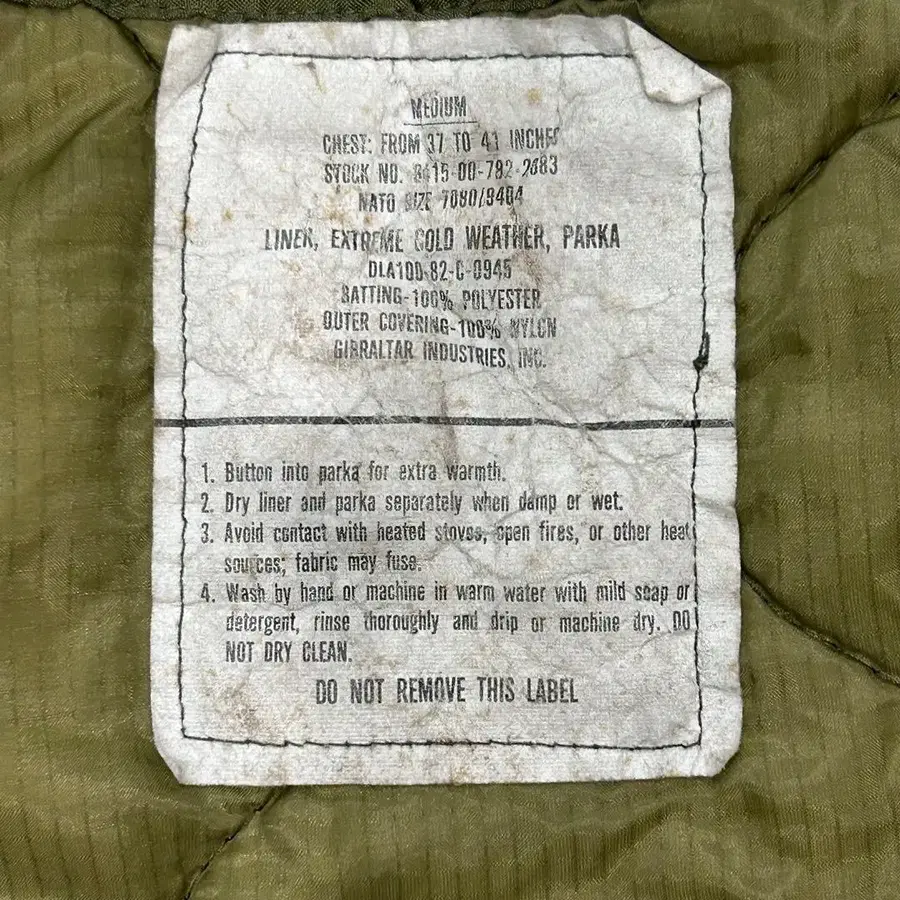 MEDIUM
CHEST: FROM 37 TO 41 INCHES
STOCK NO. 8415-00-782-2883
NATO SIZE 7080/9404
LINER, EXTREME COLD WEATHER, PARKA
DLA100-82-C-0945
BATTING-100% POLYESTER
OUTER COVERING-100% NYLON
GIBRALTAR INDUSTRIES, INC.
1. Button into parka for extra warmth.
2. Dry liner and parka separately when damp or wet.
3. Avoid contact with heated stoves, open fires, or other heat
sources; fabric may fuse.
4. Wash by hand or machine in warm water with mild soap or
detergent, rinse thoroughly and drip or machine dry. DO
NOT DRY CLEAN.
DO NOT REMOVE THIS LABEL